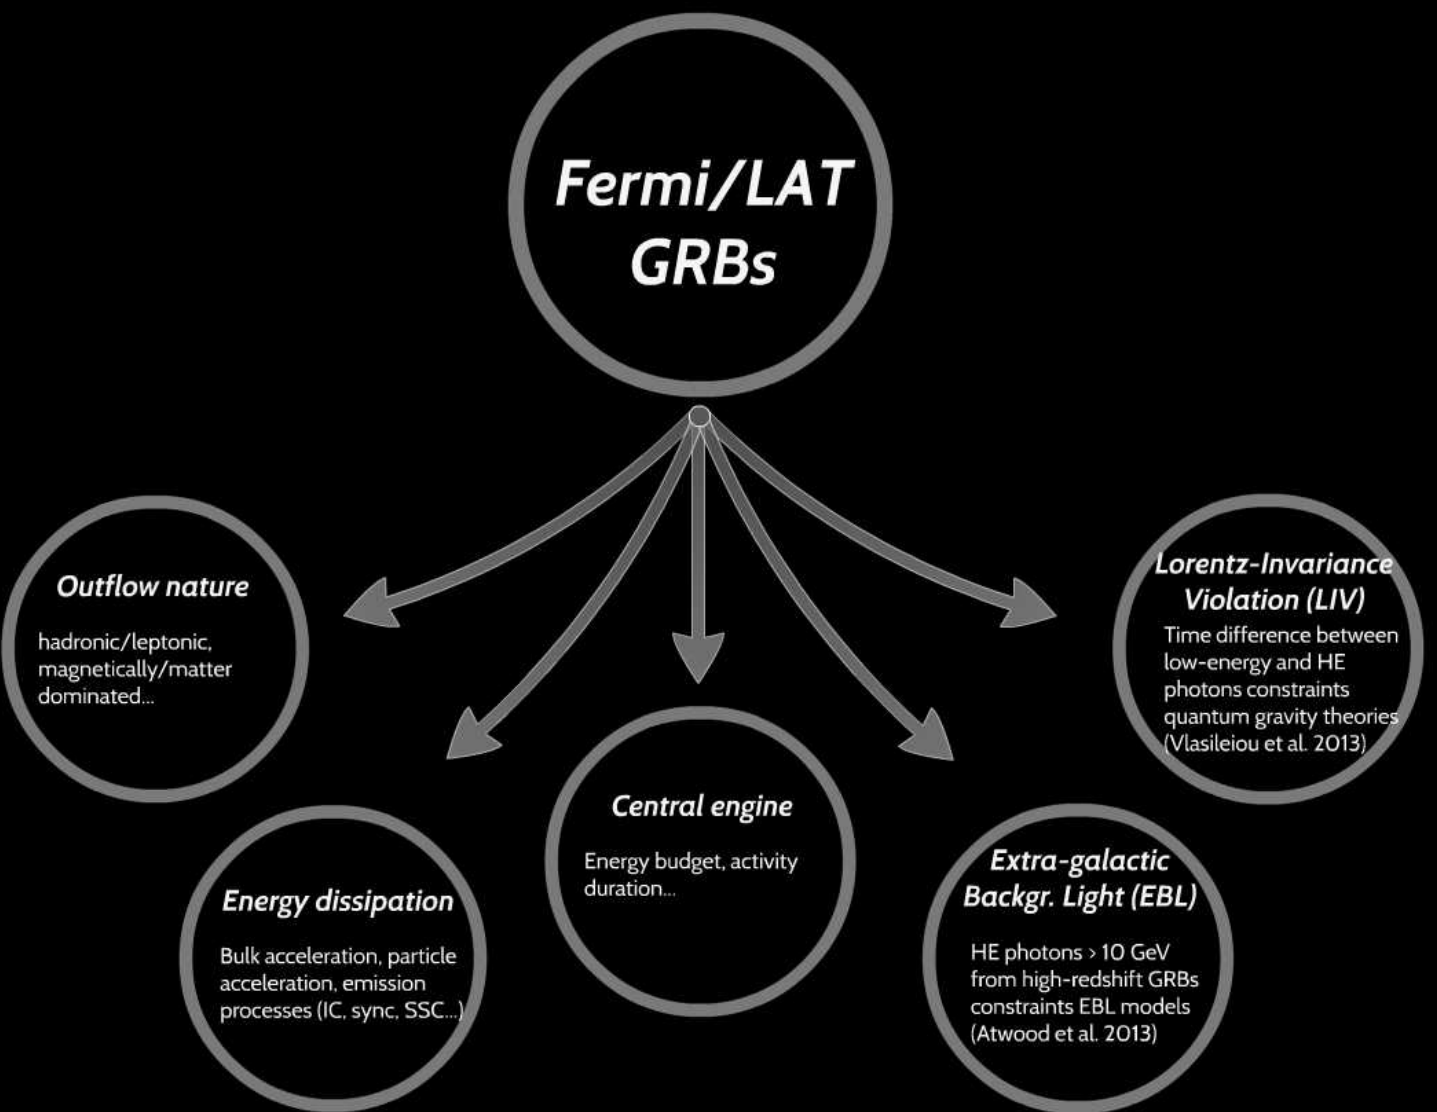 Fermi/LAT
GRBs
Outflow nature
hadronic/leptonic,
magnetically/matter
dominated...
Energy dissipation
Bulk acceleration, particle
acceleration, emission
processes (IC, sync, SSC...)
Central engine
Energy budget, activity
duration...
Extra-galactic
Backgr. Light (EBL)
HE photons > 10 GeV
from high-redshift GRBs
constraints EBL models
(Atwood et al. 2013)
Lorentz-Invariance
Violation (LIV)
Time difference between
low-energy and HE
photons constraints
quantum gravity theories
(Vlasileiou et al. 2013)